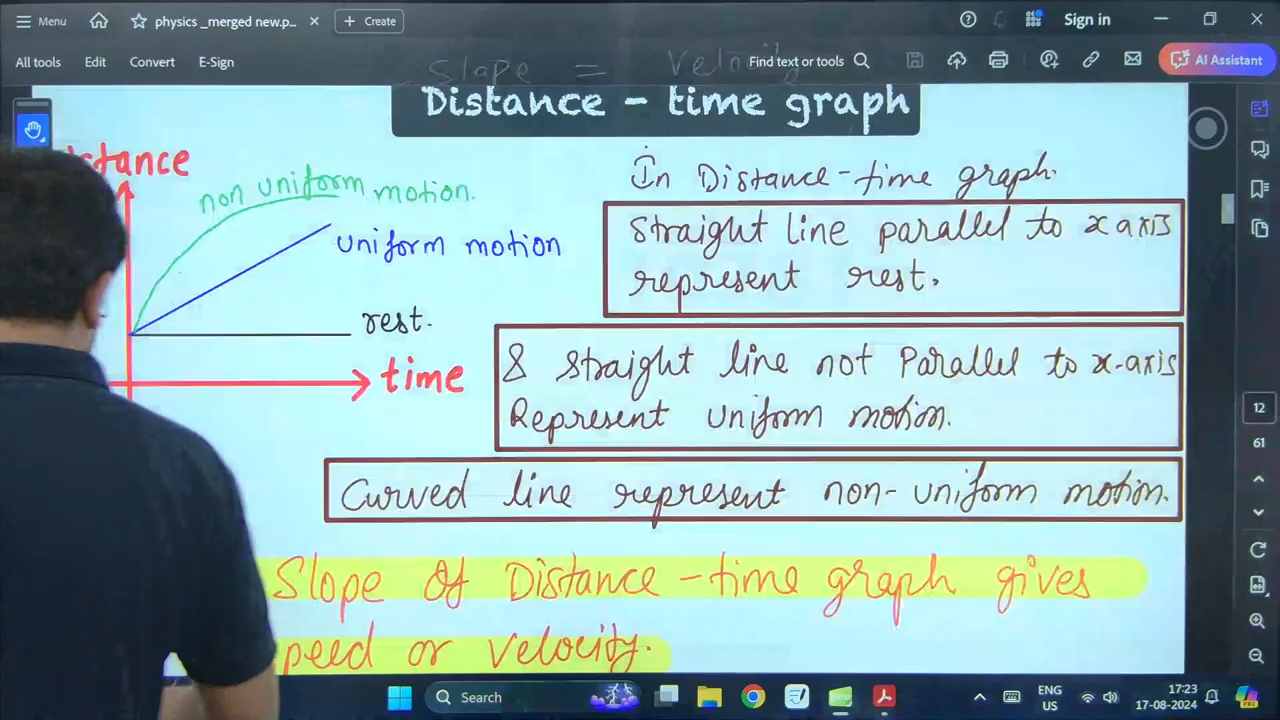 Menu
physics _merged new.p...
+ Create
Sign in
All tools
Edit
Convert
E-Sign
Find text or tools
AI Assistant
Slope =
Distance - time graph
istance
non uniform motion.
uniform motion
rest.
time
In Distance-time graph.
Straight line parallel to x axis
represent rest.
& straight line not Parallel to x-axis
Represent uniform motion.
Curved line represent non-uniform motion.
Slope of Distance-time graph gives
peed or velocity.
12
61
Search
ENG
US
17:23
17-08-2024